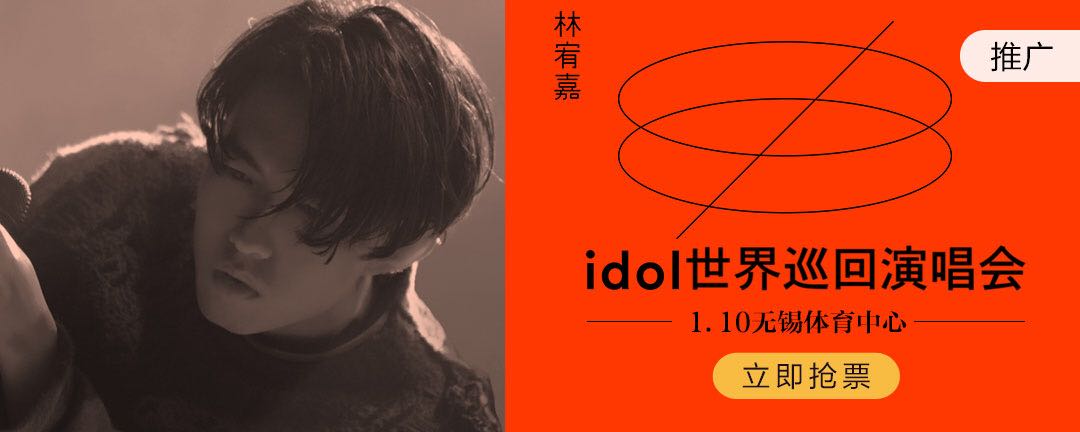 林宥嘉
推广
idol世界巡回演唱会
1.10无锡体育中心
立即抢票